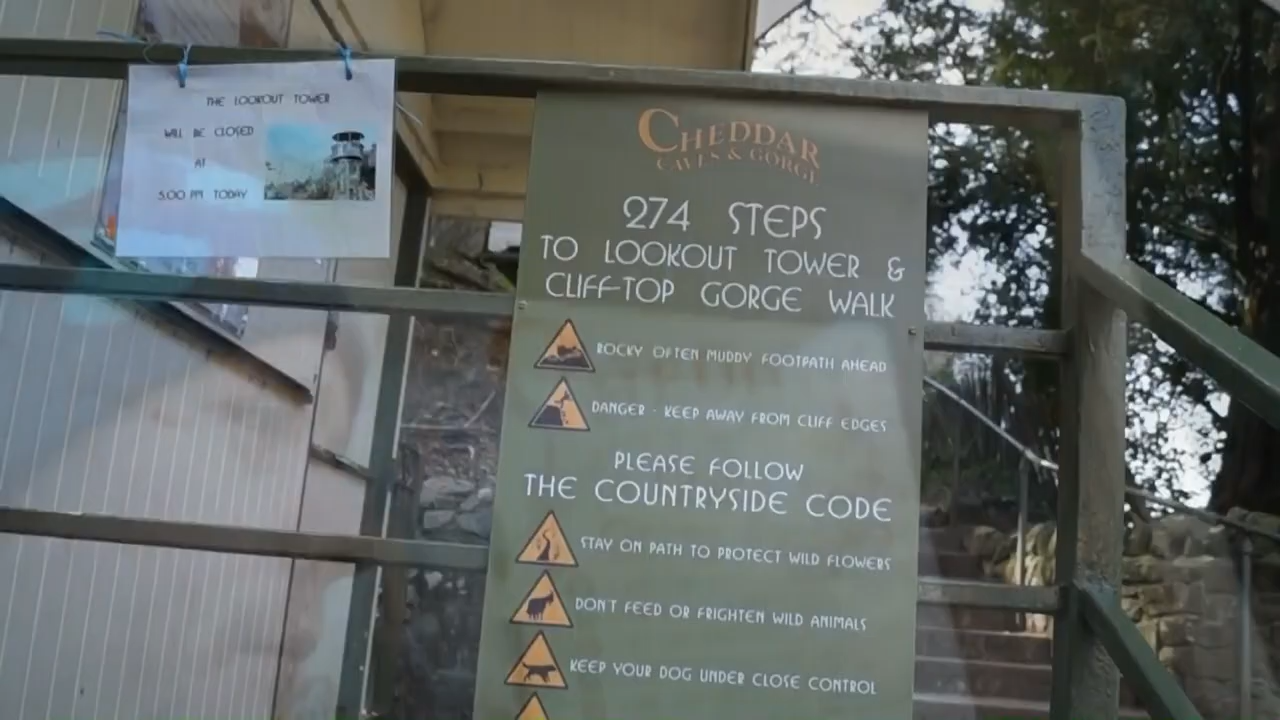 THE LOOKOUT TOWER
WILL BE CLOSED
AT
5.00 PM TODAY
CHEDDAR
CAVES & GORGE
274 STEPS
TO LOOKOUT TOWER &
CLIFF-TOP GORGE WALK
ROCKY OFTEN MUDDY FOOTPATH AHEAD
DANGER - KEEP AWAY FROM CLIFF EDGES
PLEASE FOLLOW
THE COUNTRYSIDE CODE
STAY ON PATH TO PROTECT WILD FLOWERS
DON'T FEED OR FRIGHTEN WILD ANIMALS
KEEP YOUR DOG UNDER CLOSE CONTROL